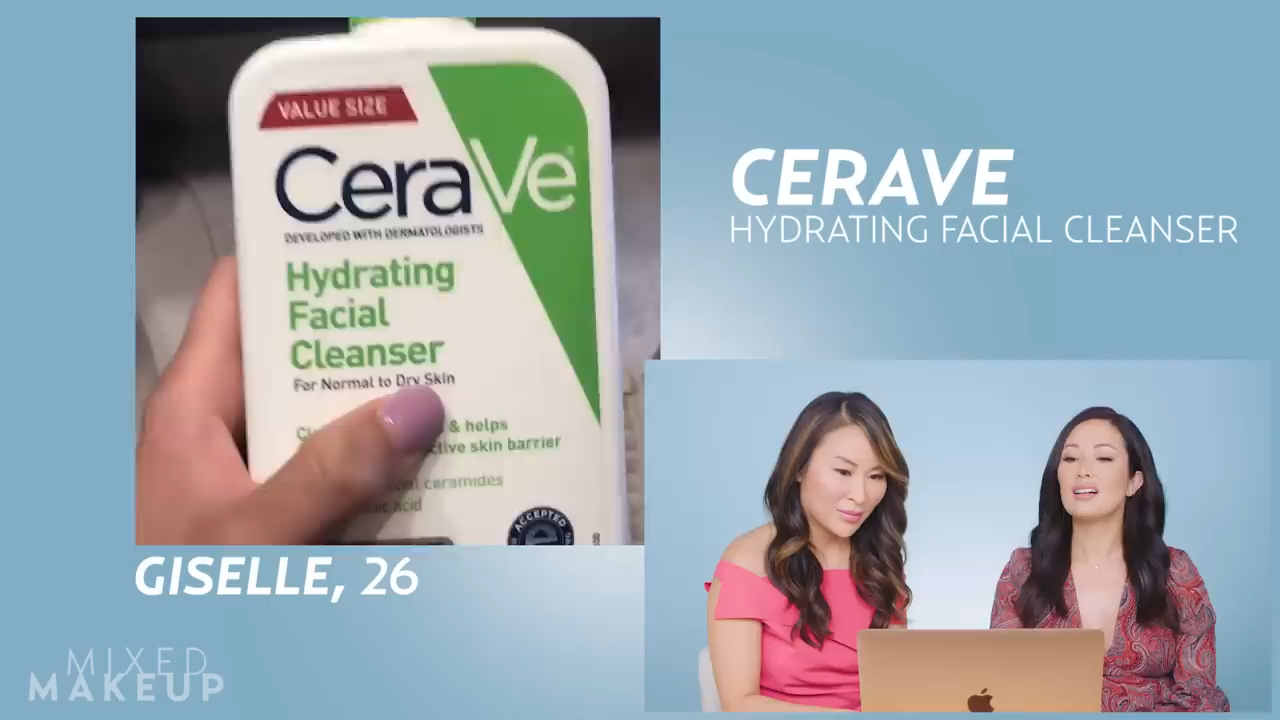 VALUE SIZE
CeraVe
DEVELOPED WITH DERMATOLOGISTS
Hydrating
Facial
Cleanser
For Normal to Dry Skin
& helps
skin barrier
ceramides
acid
ACCEPTED
CERAVE
HYDRATING FACIAL CLEANSER
GISELLE, 26
MIXED
MAKEUP